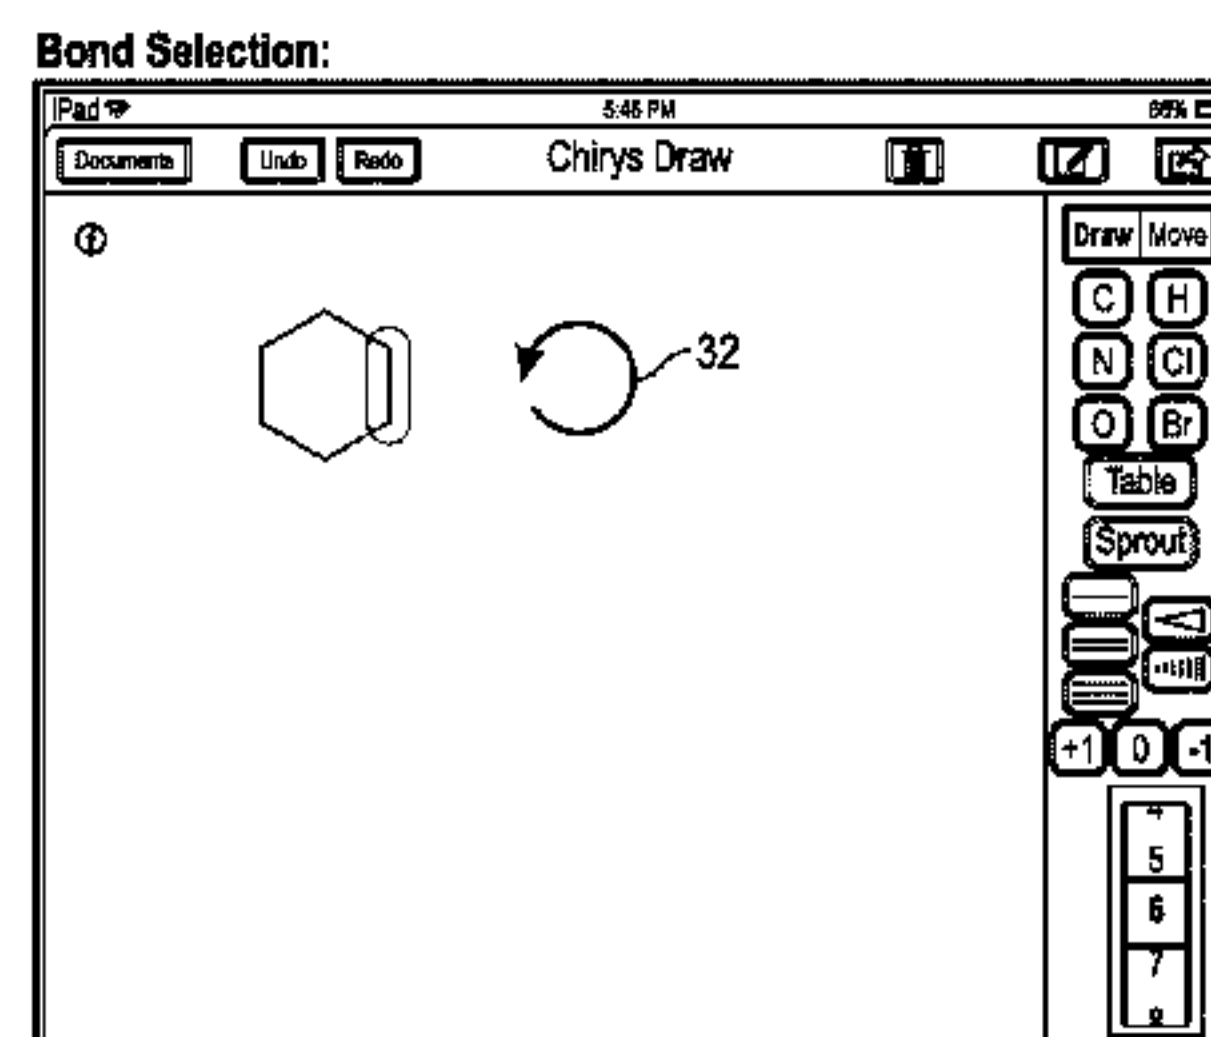 Bond Selection:
iPad 5:46 PM
Documents Undo Redo Chirys Draw
Draw Move
C H
32
N Cl
O Br
Table
Sprout
+1 0 -1
5
6
7